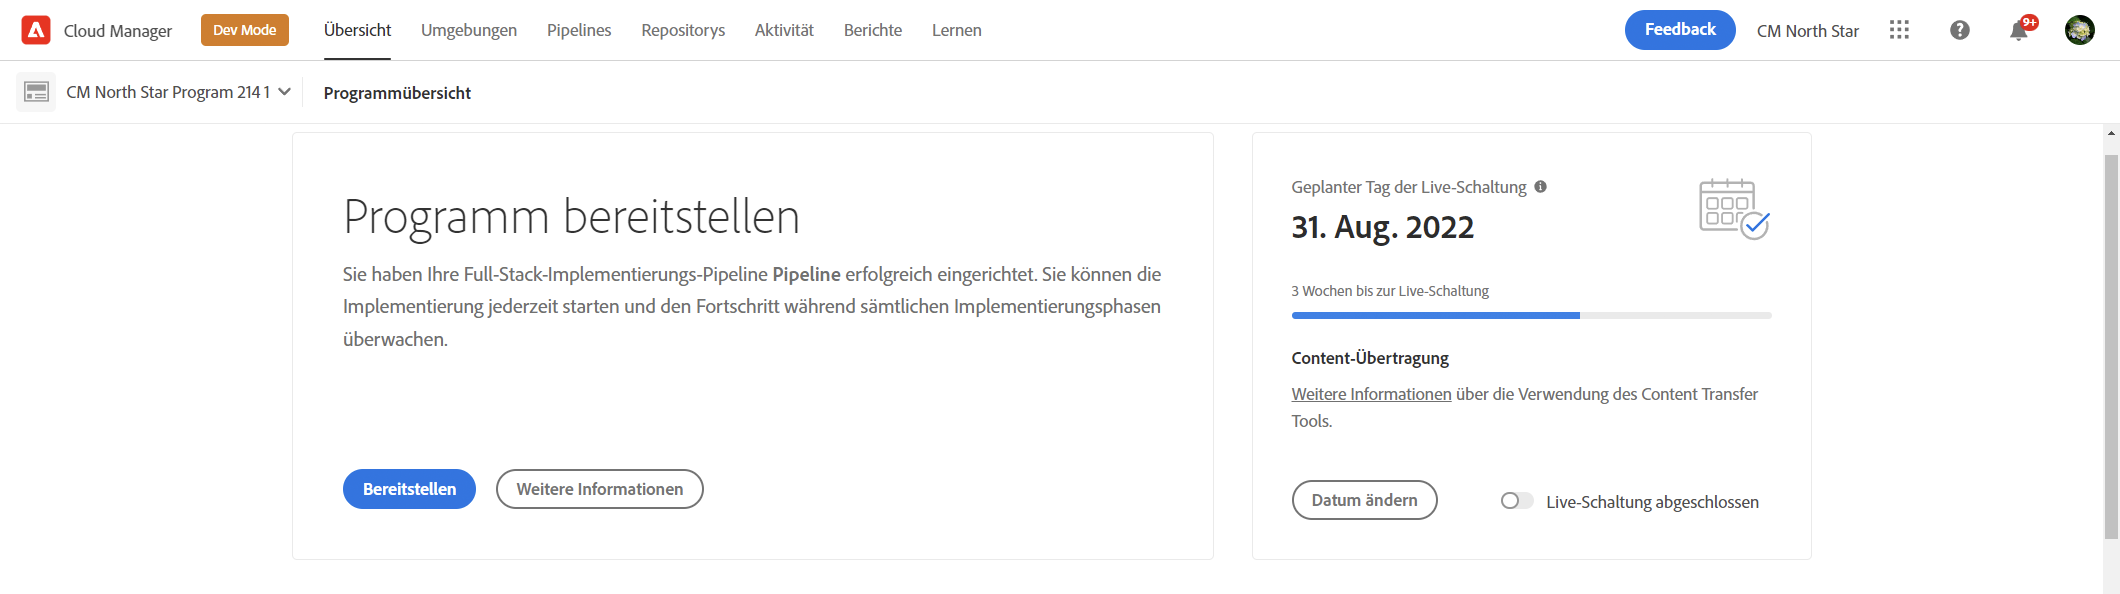 Cloud Manager
Dev Mode
Übersicht
Umgebungen
Pipelines
Repositorys
Aktivität
Berichte
Lernen
Feedback
CM North Star
9+
CM North Star Program 2141
Programmübersicht
Programm bereitstellen
Sie haben Ihre Full-Stack-Implementierungs-Pipeline Pipeline erfolgreich eingerichtet. Sie können die
Implementierung jederzeit starten und den Fortschritt während sämtlichen Implementierungsphasen
überwachen.
Bereitstellen
Weitere Informationen
Geplanter Tag der Live-Schaltung
31. Aug. 2022
3 Wochen bis zur Live-Schaltung
Content-Übertragung
Weitere Informationen über die Verwendung des Content Transfer
Tools.
Datum ändern
Live-Schaltung abgeschlossen